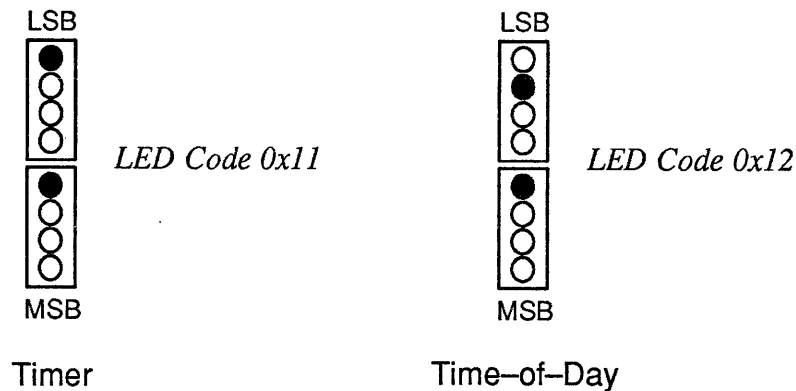 LSB
LED Code 0x11
MSB
Timer
LSB
LED Code 0x12
MSB
Time–of–Day